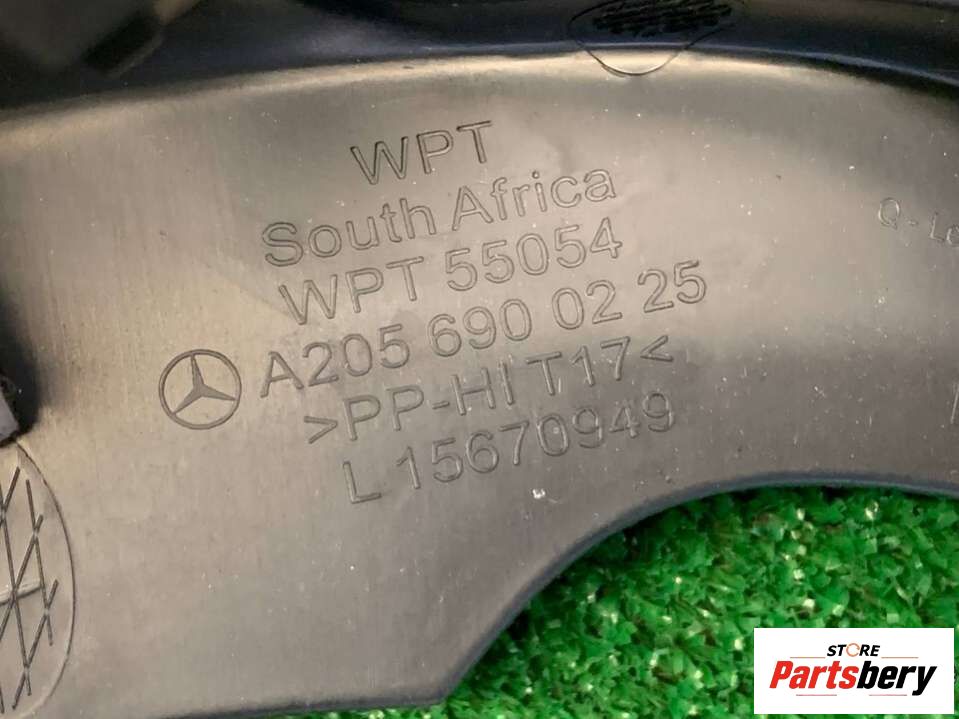 WPT
South Africa
WPT 55054
A205 690 02 25
>PP-HI T17<
L 15670949
Q-
STORE
Partsbery